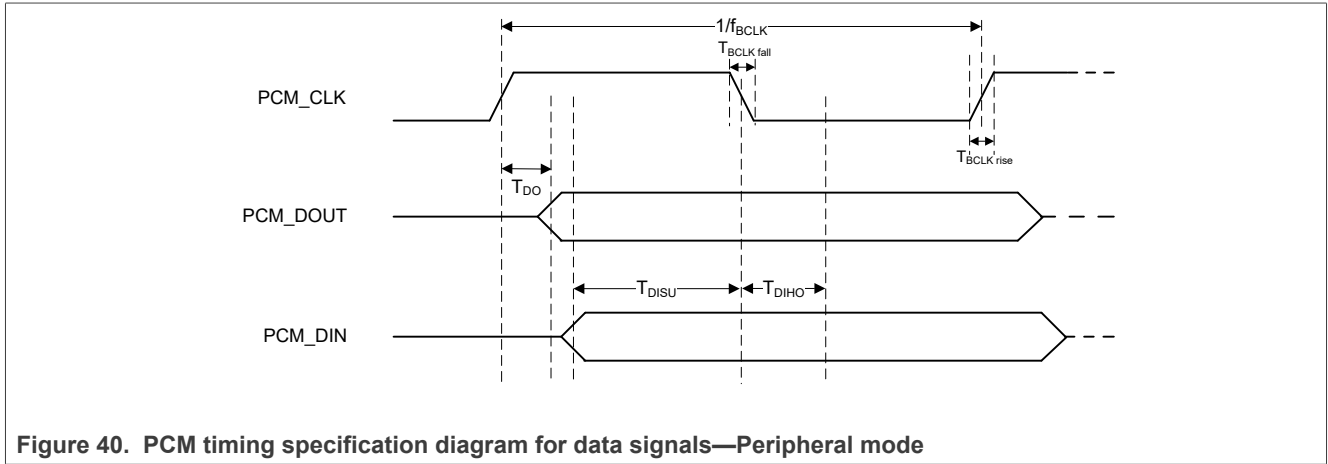 1/fBCLK
TBCLK fall
PCM_CLK
TBCLK rise
TDO
PCM_DOUT
TDISU
TDIHO
PCM_DIN
Figure 40. PCM timing specification diagram for data signals—Peripheral mode